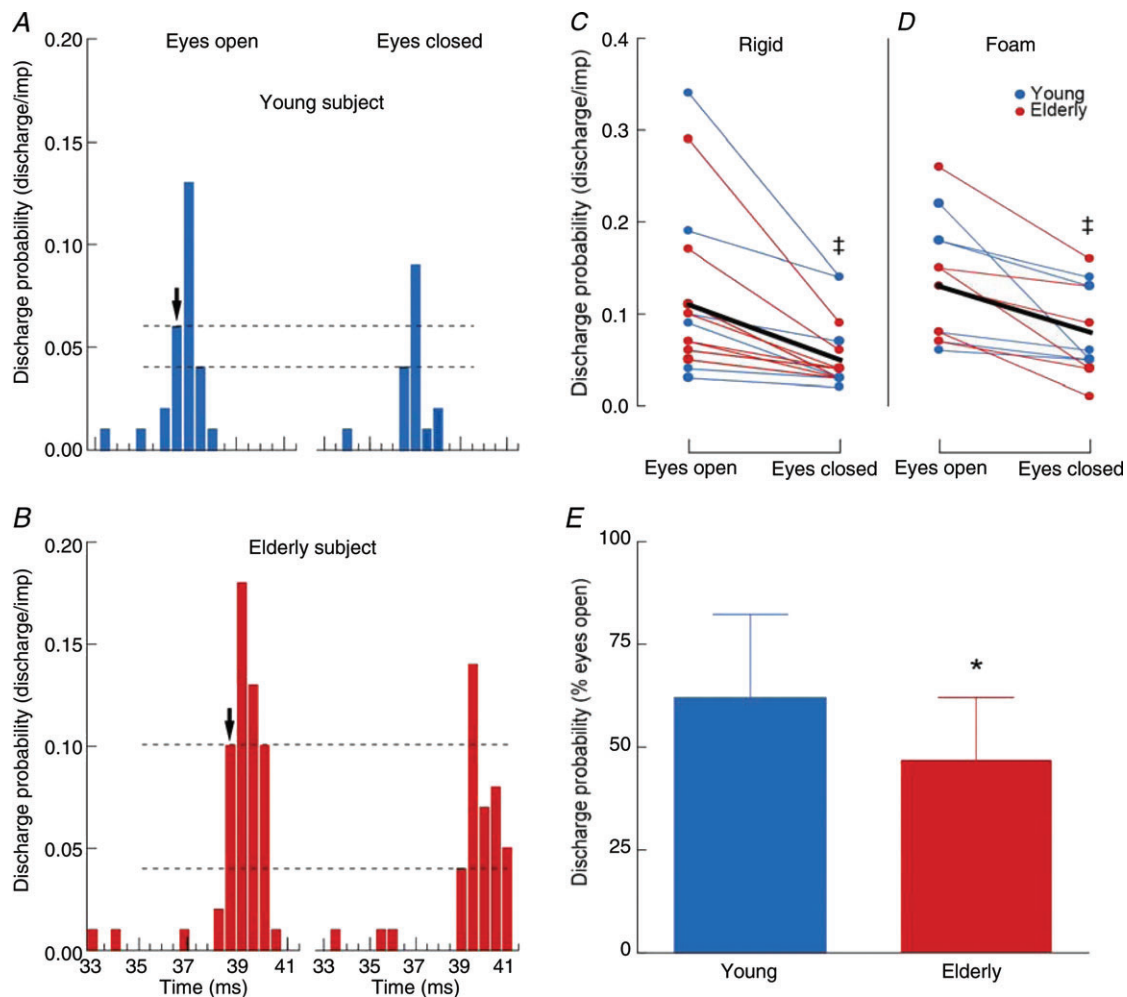 A
Eyes open
Eyes closed
Young subject
Discharge probability (discharge/imp)
0.20
0.15
0.10
0.05
0.00
B
Elderly subject
Discharge probability (discharge/imp)
0.20
0.15
0.10
0.05
0.00
33 35 37 39 41
33 35 37 39 41
Time (ms)
Time (ms)
C
Rigid
Discharge probability (discharge/imp)
0.4
0.3
0.2
0.1
0.0
‡
Eyes open
Eyes closed
D
Foam
Young
Elderly
‡
Eyes open
Eyes closed
E
Discharge probability (% eyes open)
100
75
50
25
0
*
Young
Elderly